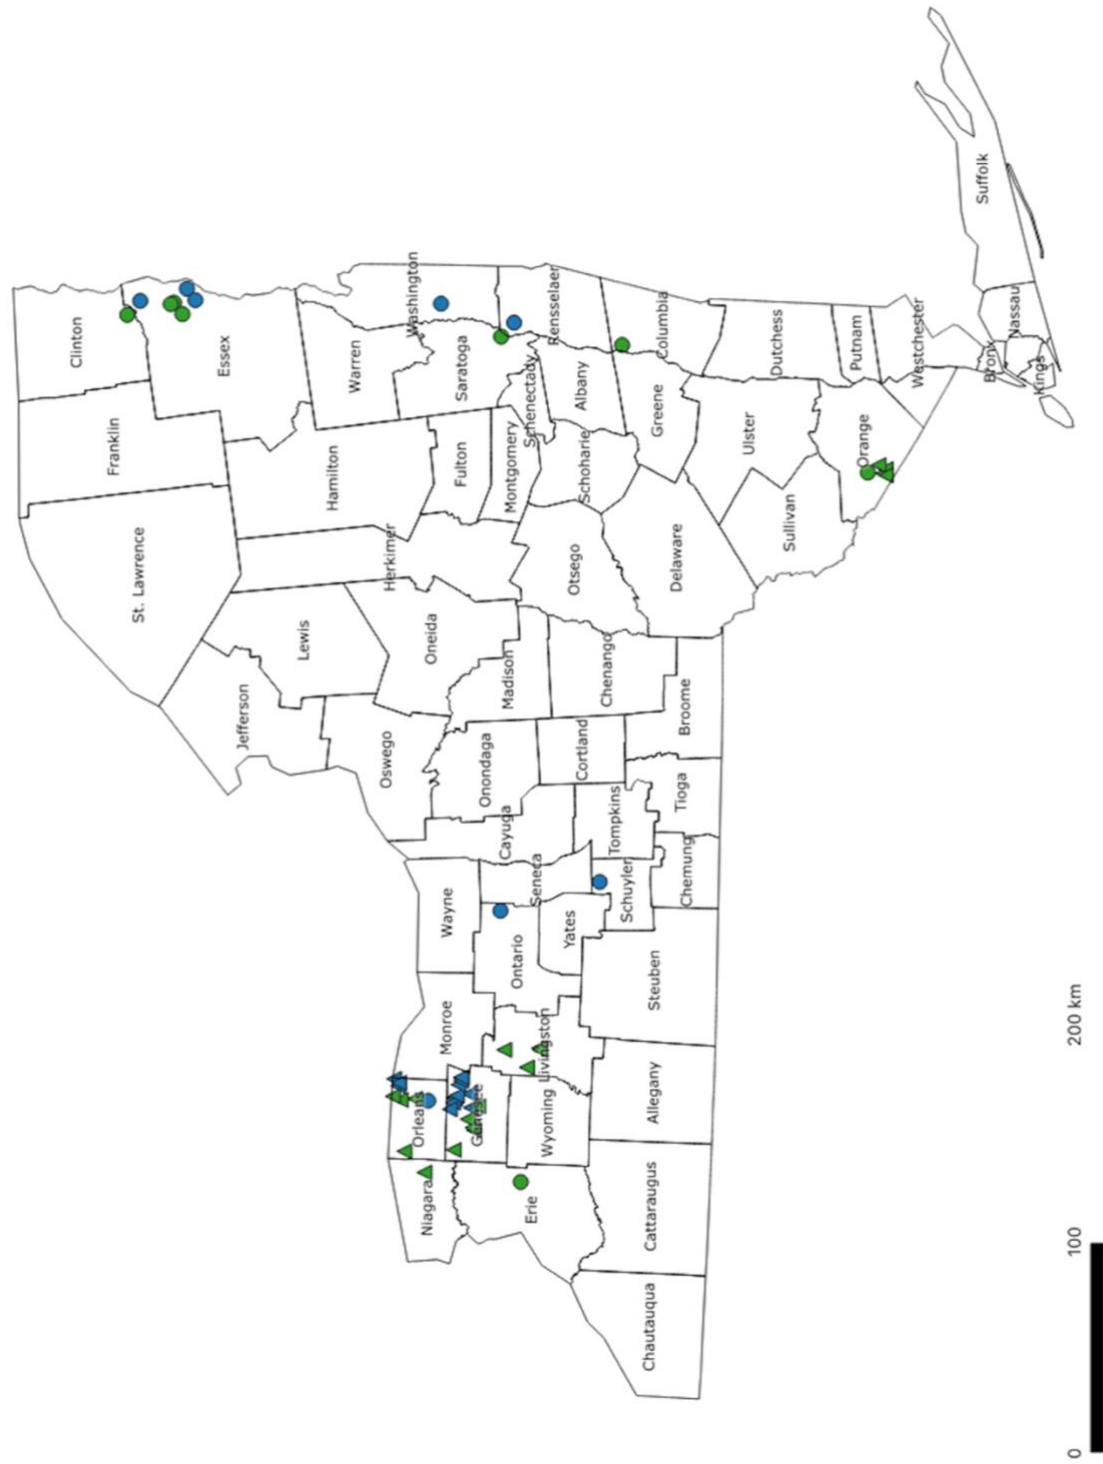 Clinton
Franklin
St. Lawrence
Essex
Jefferson
Lewis
Hamilton
Herkimer
Warren
Washington
Oswego
Oneida
Fulton
Saratoga
Niagara
Orleans
Monroe
Wayne
Genesee
Ontario
Seneca
Cayuga
Onondaga
Madison
Montgomery
Schenectady
Rensselaer
Erie
Wyoming
Livingston
Yates
Cortland
Chenango
Otsego
Schoharie
Albany
Chautauqua
Cattaraugus
Allegany
Steuben
Schuyler
Tompkins
Chemung
Tioga
Broome
Delaware
Greene
Columbia
Ulster
Dutchess
Sullivan
Orange
Putnam
Westchester
Bronx
Kings
Nassau
Suffolk
0 100 200 km